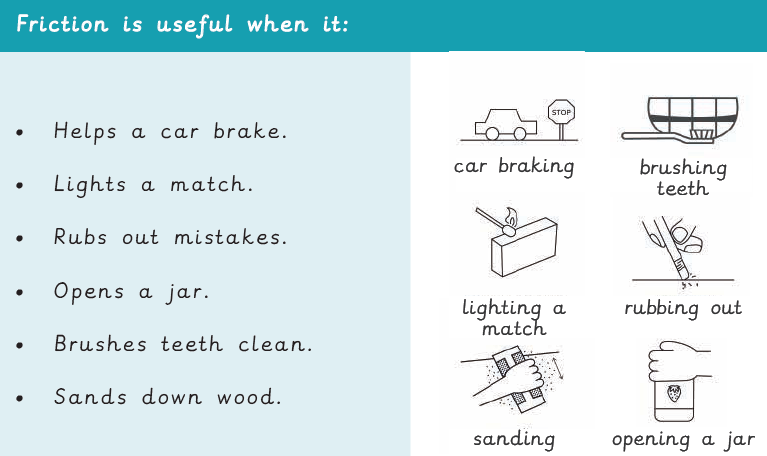 Friction is useful when it:
• Helps a car brake.
• Lights a match.
• Rubs out mistakes.
• Opens a jar.
• Brushes teeth clean.
• Sands down wood.
STOP
car braking
brushing
teeth
lighting a
match
rubbing out
sanding
opening a jar